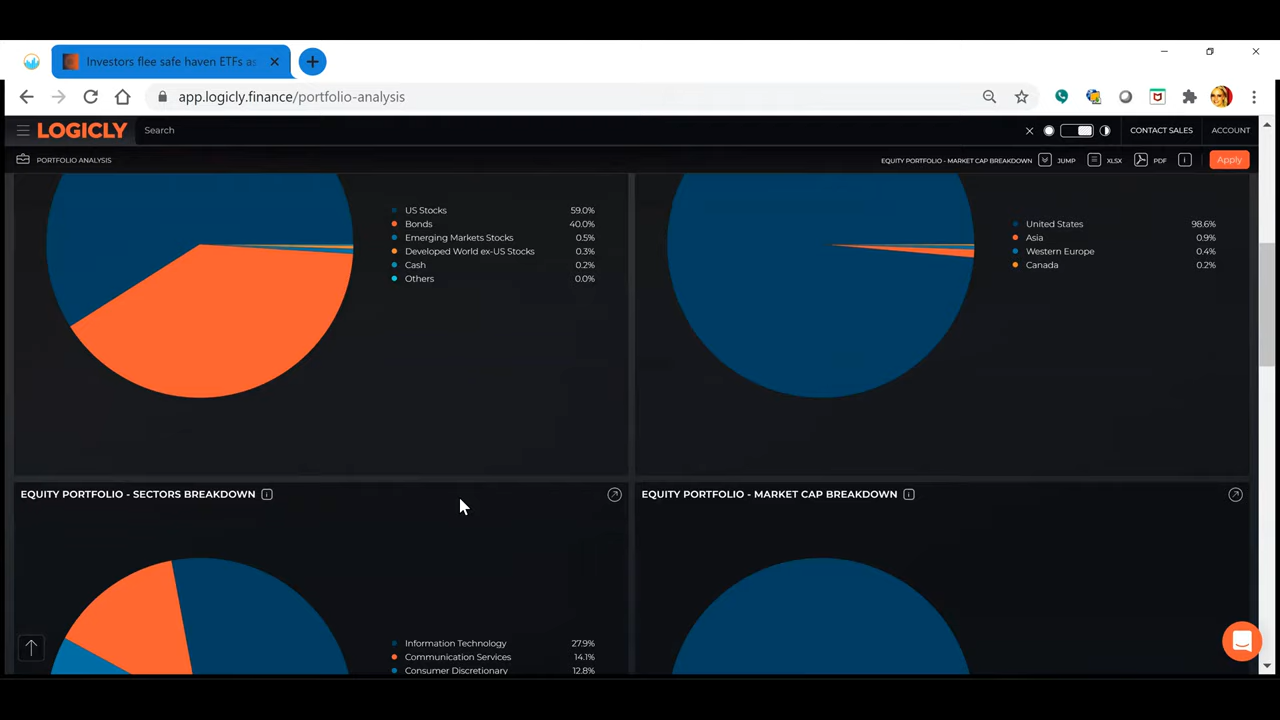 Investors flee safe haven ETFs as
app.logicly.finance/portfolio-analysis
LOGICLY
Search
CONTACT SALES
ACCOUNT
PORTFOLIO ANALYSIS
EQUITY PORTFOLIO - MARKET CAP BREAKDOWN
JUMP
XLSX
PDF
Apply
US Stocks 59.0%
Bonds 40.0%
Emerging Markets Stocks 0.5%
Developed World ex-US Stocks 0.3%
Cash 0.2%
Others 0.0%
United States 98.6%
Asia 0.9%
Western Europe 0.4%
Canada 0.2%
EQUITY PORTFOLIO - SECTORS BREAKDOWN
EQUITY PORTFOLIO - MARKET CAP BREAKDOWN
Information Technology 27.9%
Communication Services 14.1%
Consumer Discretionary 12.8%